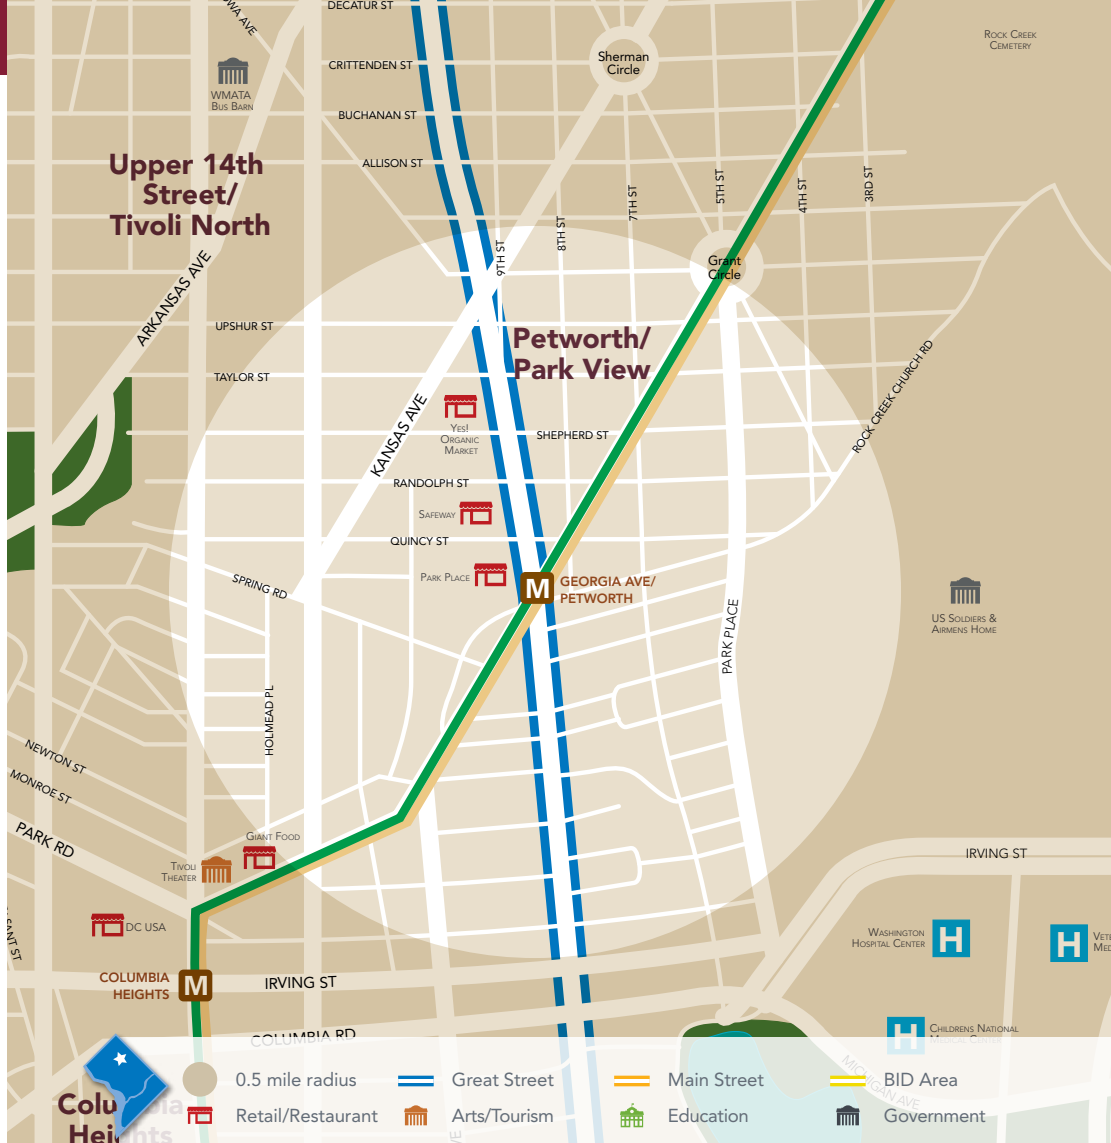 DECATUR ST
ROCK CREEK
CEMETERY
Sherman
Circle
CRITTENDEN ST
WMATA
BUS BARN
BUCHANAN ST
ALLISON ST
Upper 14th
Street/
Tivoli North
3RD ST
4TH ST
5TH ST
7TH ST
8TH ST
9TH ST
ARKANSAS AVE
Grant
Circle
UPSHUR ST
Petworth/
Park View
TAYLOR ST
ROCK CREEK CHURCH RD
KANSAS AVE
YES!
ORGANIC
MARKET
SHEPHERD ST
RANDOLPH ST
SAFEWAY
QUINCY ST
SPRING RD
PARK PLACE
M
GEORGIA AVE/
PETWORTH
PARK PLACE
US SOLDIERS &
AIRMENS HOME
HOLMEAD PL
NEWTON ST
MONROE ST
PARK RD
GIANT FOOD
TIVOLI
THEATER
IRVING ST
DC USA
WASHINGTON
HOSPITAL CENTER
H
H
COLUMBIA
HEIGHTS
M
IRVING ST
COLUMBIA RD
H
CHILDRENS NATIONAL
MEDICAL CENTER
MICHIGAN AVE
0.5 mile radius
Great Street
Main Street
BID Area
Columbia
Heights
Retail/Restaurant
Arts/Tourism
Education
Government